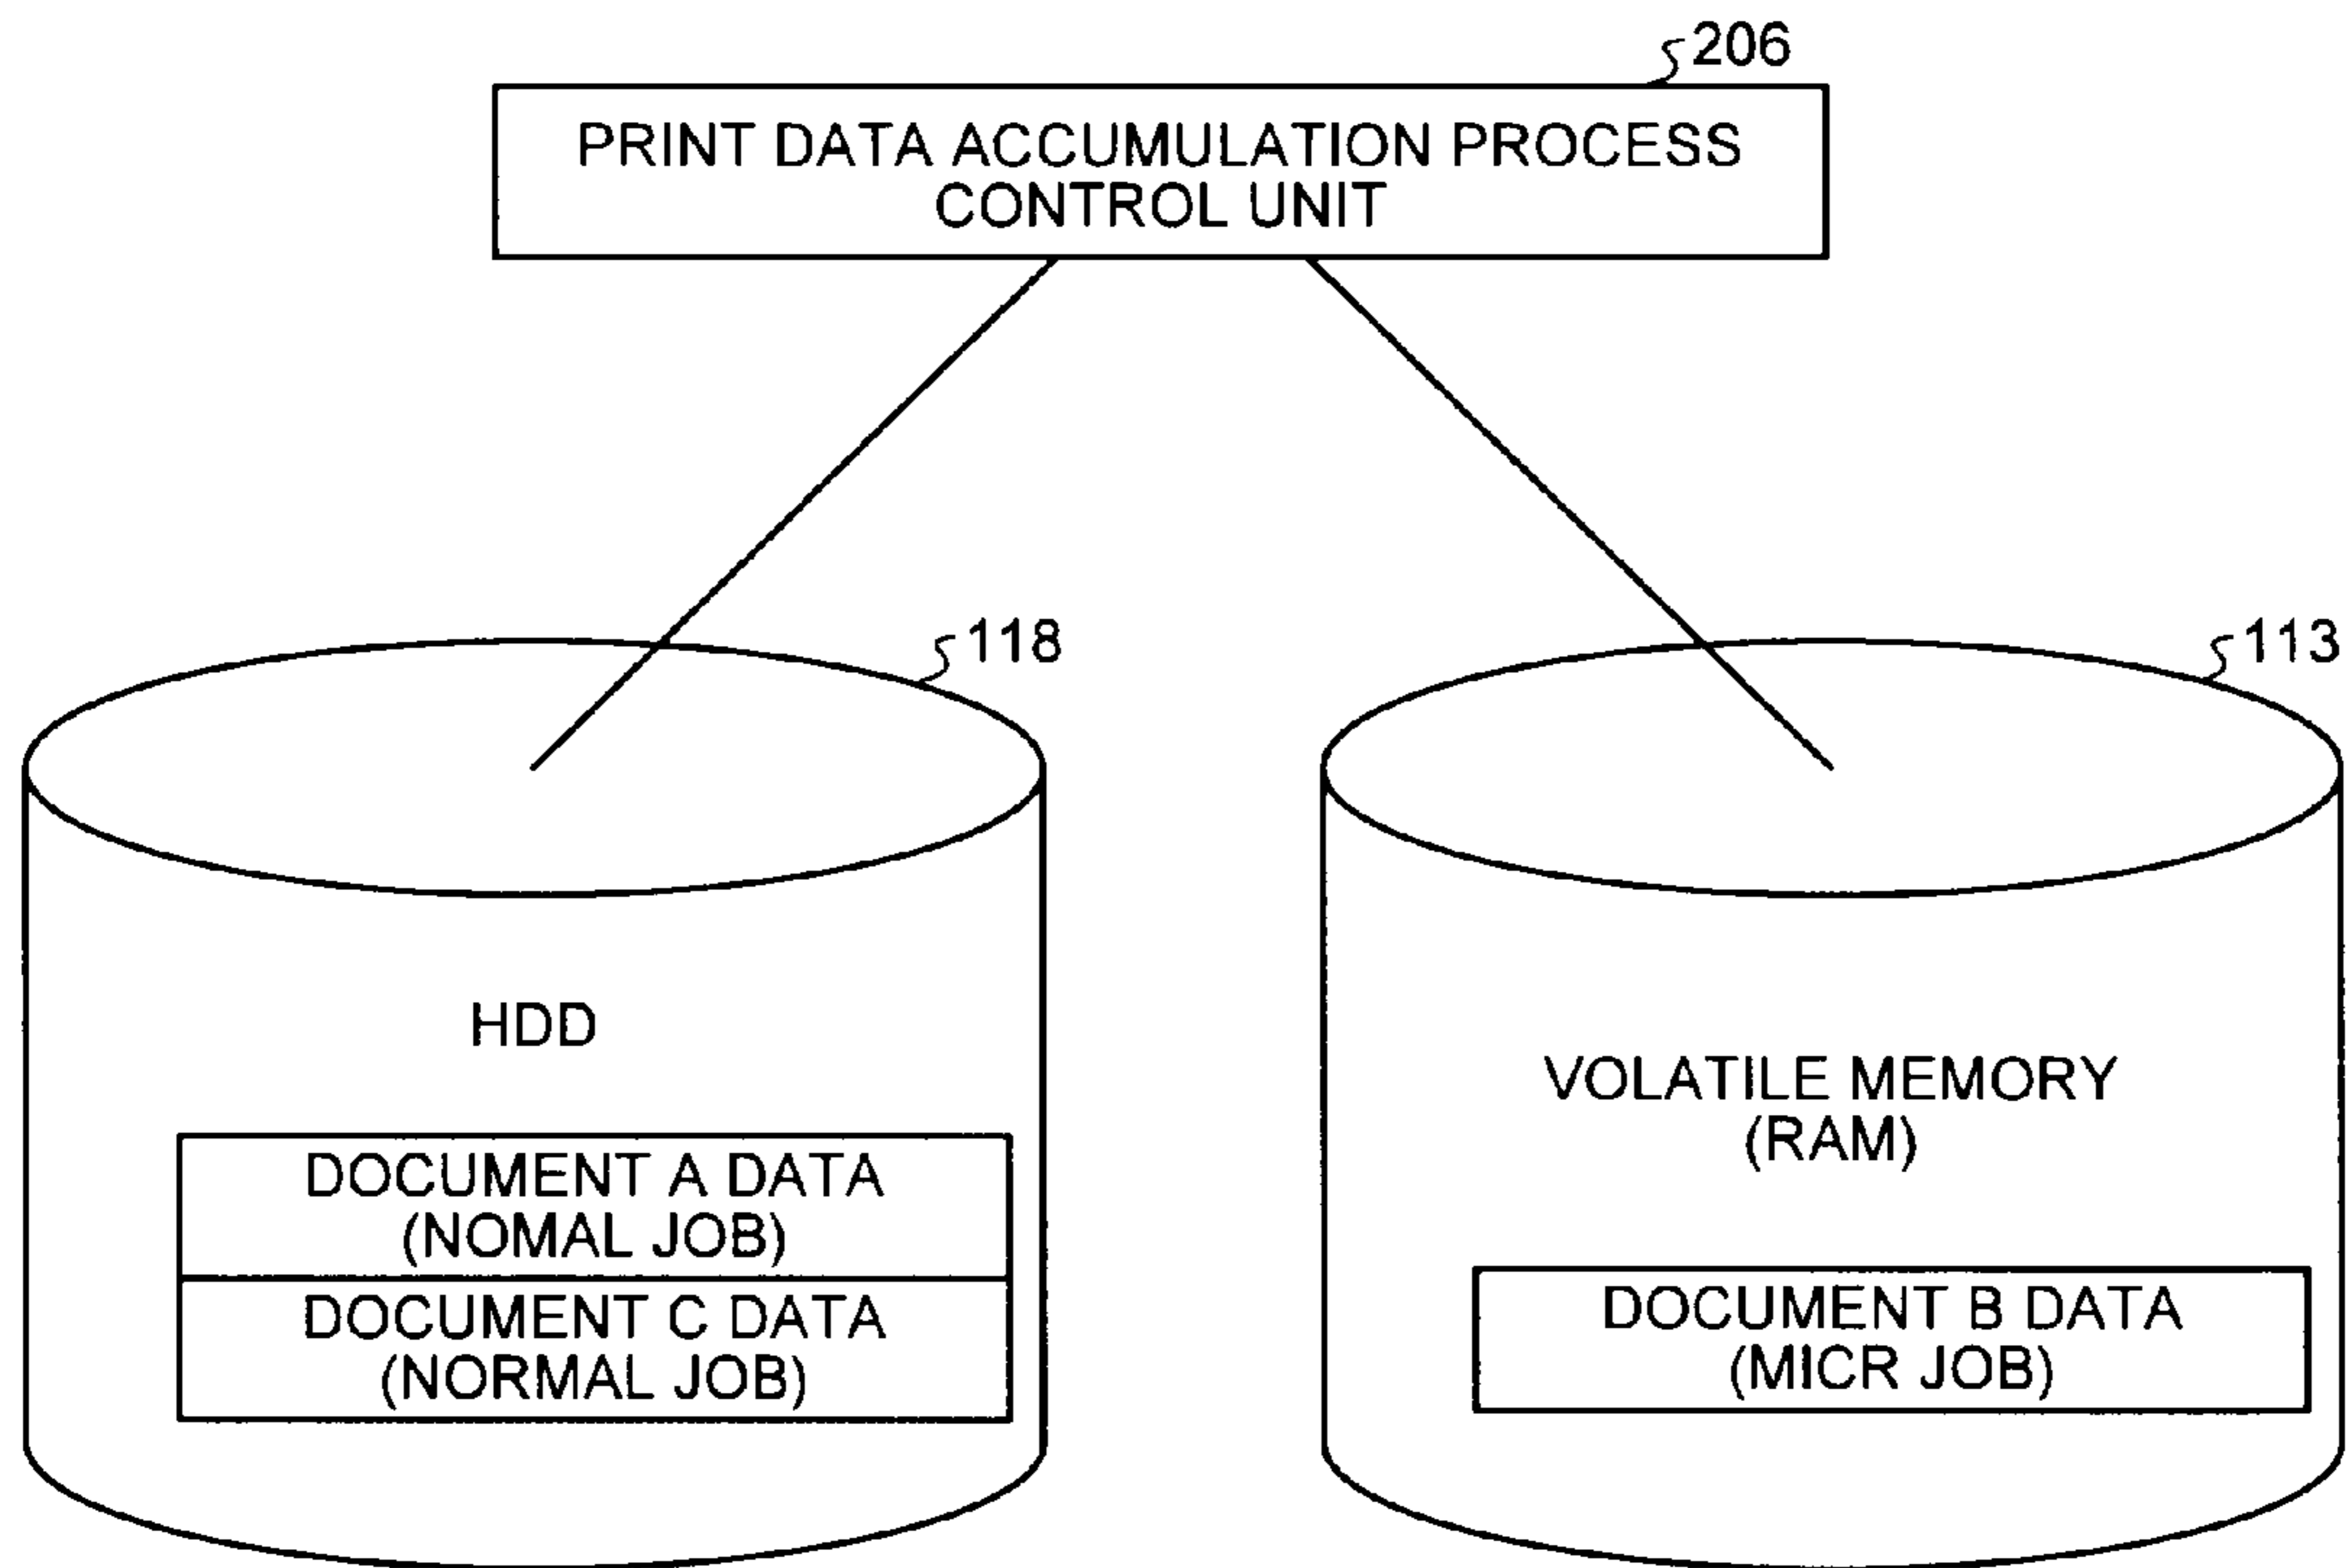 206
PRINT DATA ACCUMULATION PROCESS
CONTROL UNIT
118
113
HDD
DOCUMENT A DATA
(NOMAL JOB)
DOCUMENT C DATA
(NORMAL JOB)
VOLATILE MEMORY
(RAM)
DOCUMENT B DATA
(MICR JOB)